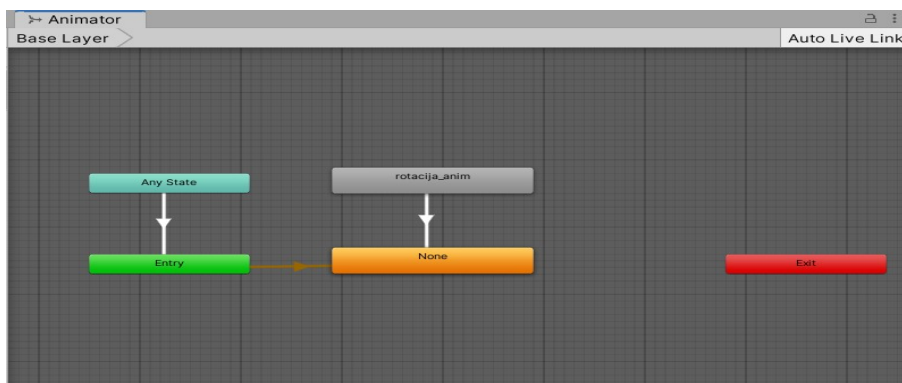 Animator
Base Layer
Auto Live Link
Any State
rotacija_anim
Entry
None
Exit